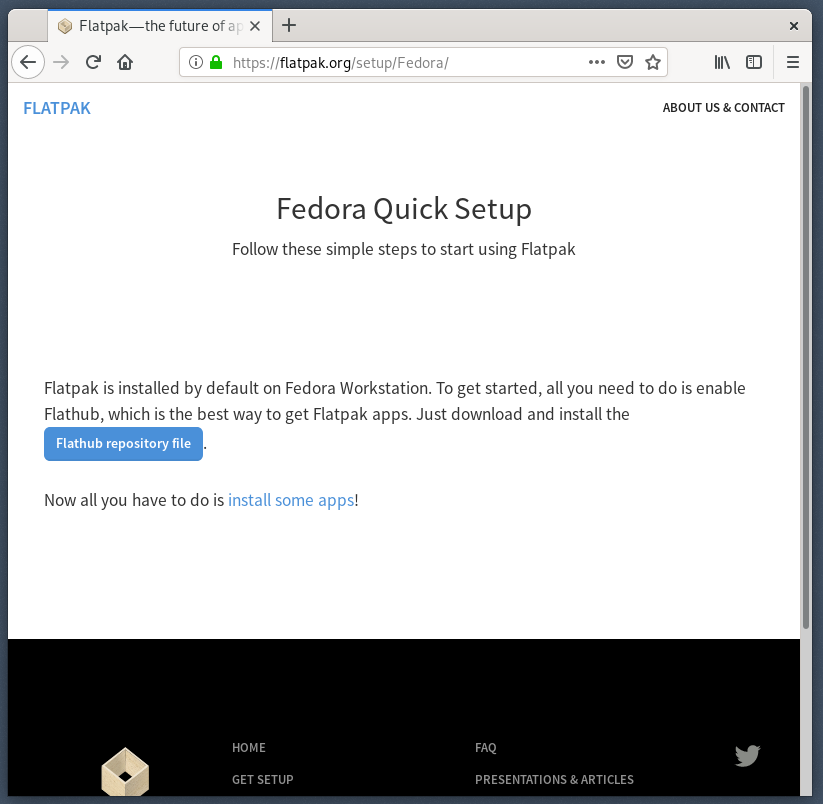 Flatpak—the future of ap
https://flatpak.org/setup/Fedora/
FLATPAK
ABOUT US & CONTACT
Fedora Quick Setup
Follow these simple steps to start using Flatpak
Flatpak is installed by default on Fedora Workstation. To get started, all you need to do is enable
Flathub, which is the best way to get Flatpak apps. Just download and install the
Flathub repository file.
Now all you have to do is install some apps!
HOME
FAQ
GET SETUP
PRESENTATIONS & ARTICLES